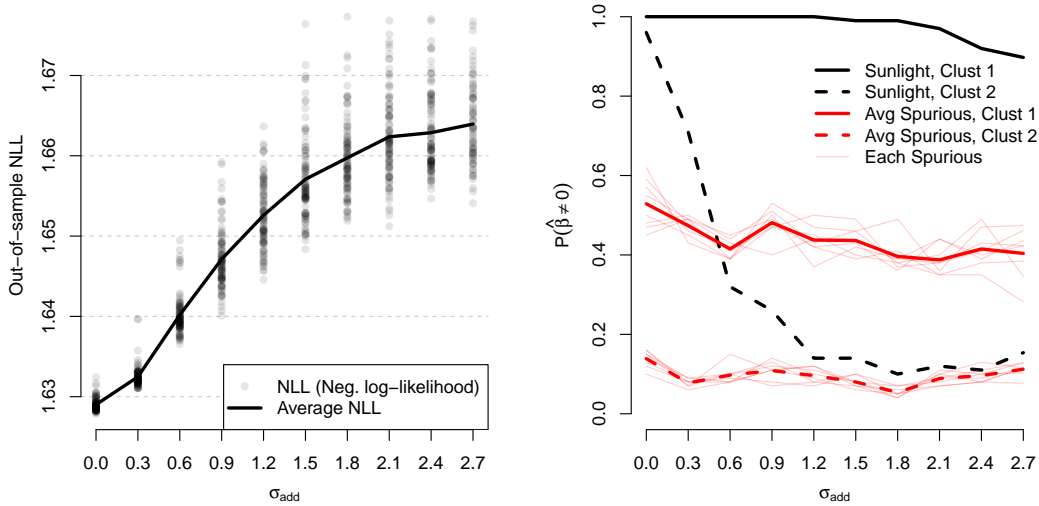 Out−of−sample NLL
1.67
1.66
1.65
1.64
1.63
NLL (Neg. log−likelihood)
Average NLL
0.0 0.3 0.6 0.9 1.2 1.5 1.8 2.1 2.4 2.7
σadd
P(β̂ ≠ 0)
1.0
0.8
0.6
0.4
0.2
0.0
Sunlight, Clust 1
Sunlight, Clust 2
Avg Spurious, Clust 1
Avg Spurious, Clust 2
Each Spurious
0.0 0.3 0.6 0.9 1.2 1.5 1.8 2.1 2.4 2.7
σadd